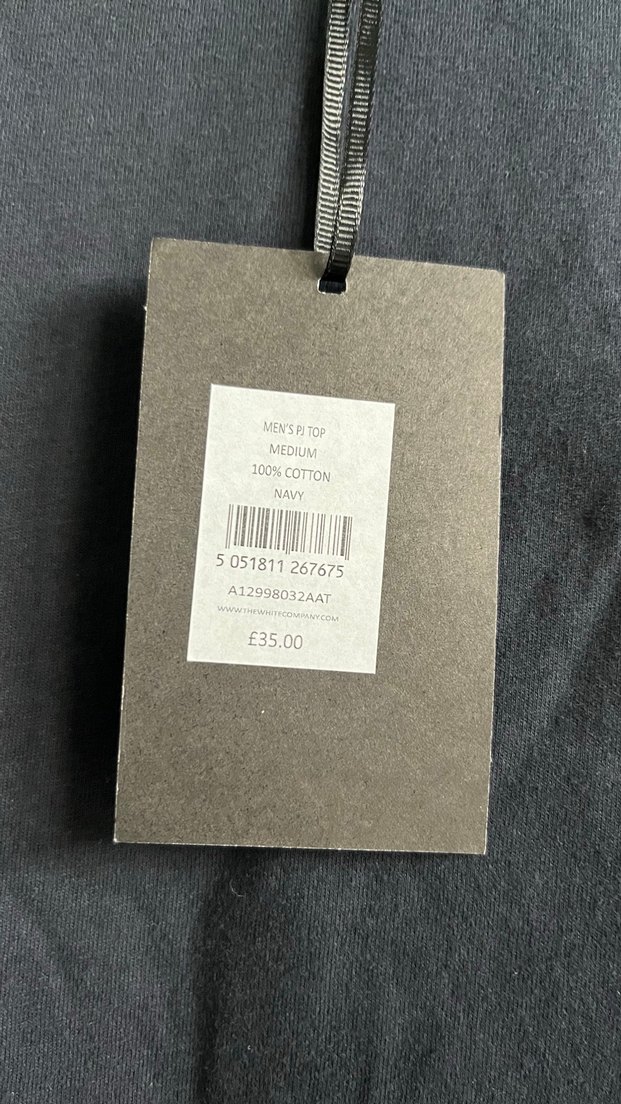 MEN'S PJ TOP
MEDIUM
100% COTTON
NAVY
5 051811 267675
A12998032AAT
WWW.THEWHITECOMPANY.COM
£35.00